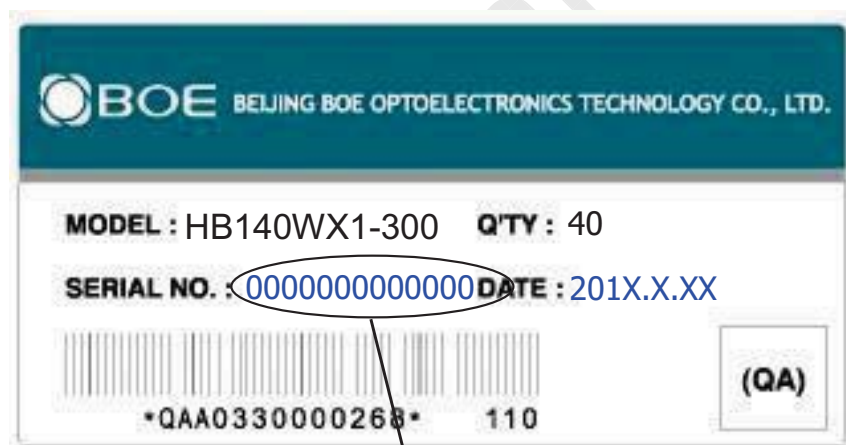 BOE BEIJING BOE OPTOELECTRONICS TECHNOLOGY CO., LTD.
MODEL : HB140WX1-300 Q'TY : 40
SERIAL NO. : 0000000000000 DATE : 201X.X.XX
(QA)
*QAA0330000268* 110